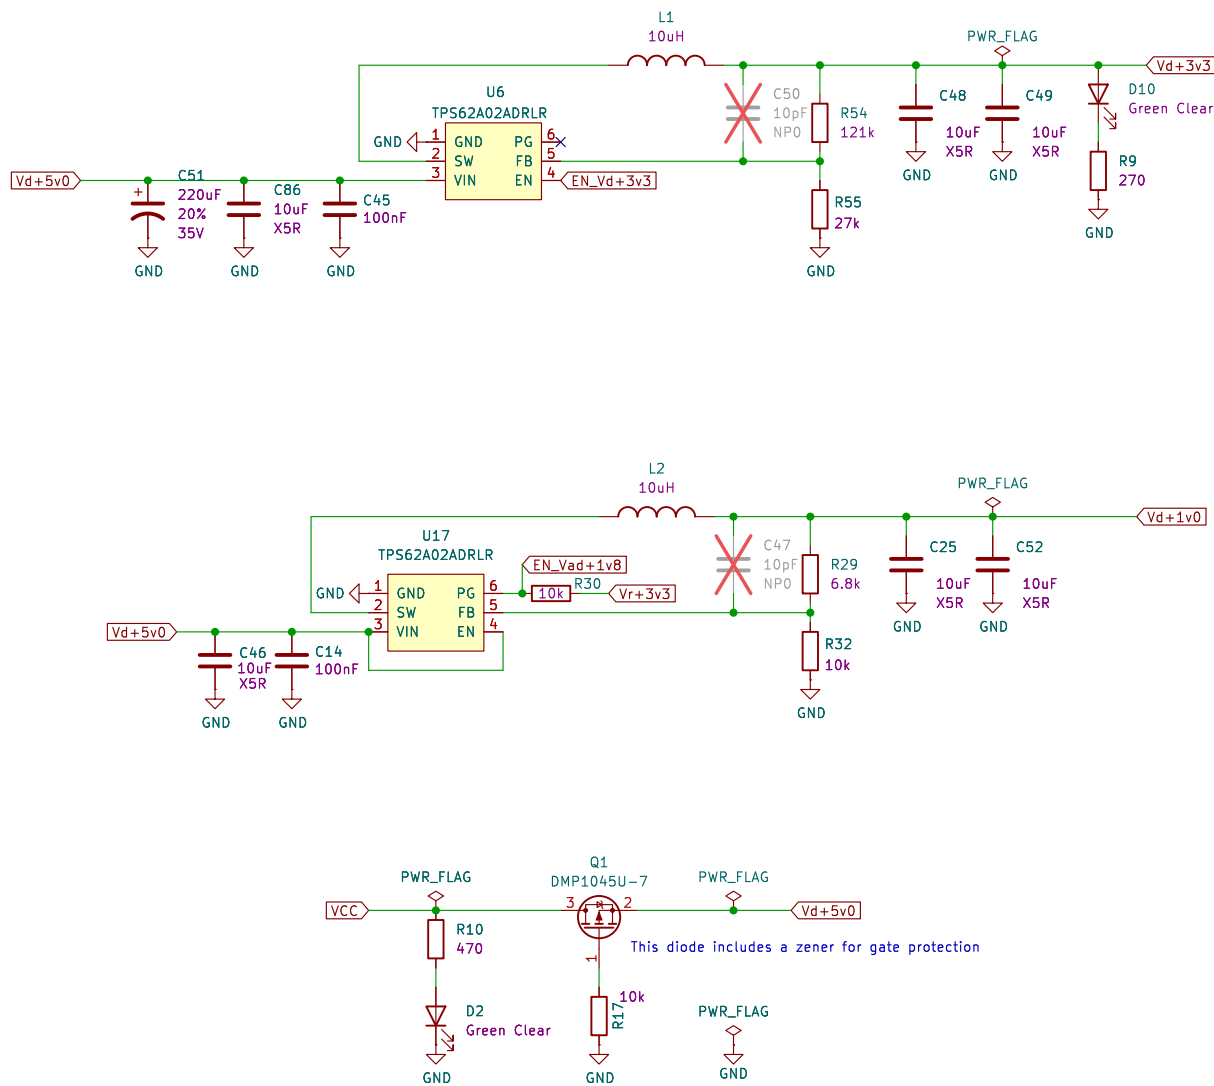 L1
10uH
PWR_FLAG
Vd+3v3
U6
TPS62A02ADRLR
GND
1 GND PG 6
2 SW FB 5
3 VIN EN 4
EN_Vd+3v3
C50
10pF
NP0
R54
121k
C48
10uF
X5R
GND
C49
10uF
X5R
GND
D10
Green Clear
R9
270
GND
Vd+5v0
+
C51
220uF
20%
35V
GND
C86
10uF
X5R
GND
C45
100nF
GND
R55
27k
GND
L2
10uH
PWR_FLAG
Vd+1v0
U17
TPS62A02ADRLR
GND
1 GND PG 6
2 SW FB 5
3 VIN EN 4
EN_Vad+1v8
R30
10k
Vr+3v3
C47
10pF
NP0
R29
6.8k
C25
10uF
X5R
GND
C52
10uF
X5R
GND
Vd+5v0
C46
10uF
X5R
GND
C14
100nF
GND
R32
10k
GND
Q1
DMP1045U-7
PWR_FLAG
PWR_FLAG
VCC
3
2
1
Vd+5v0
R10
470
This diode includes a zener for gate protection
D2
Green Clear
GND
10k
R17
GND
PWR_FLAG
GND